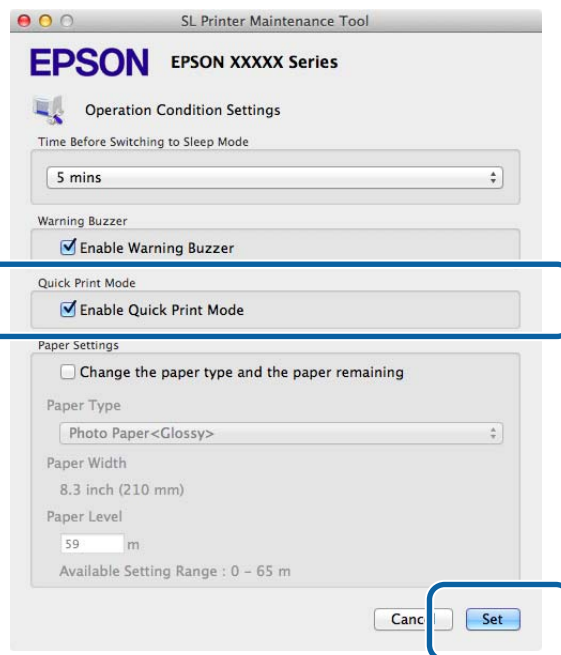 SL Printer Maintenance Tool
EPSON EPSON XXXXX Series
Operation Condition Settings
Time Before Switching to Sleep Mode
5 mins
Warning Buzzer
Enable Warning Buzzer
Quick Print Mode
Enable Quick Print Mode
Paper Settings
Change the paper type and the paper remaining
Paper Type
Photo Paper<Glossy>
Paper Width
8.3 inch (210 mm)
Paper Level
59 m
Available Setting Range : 0 – 65 m
Cancel Set